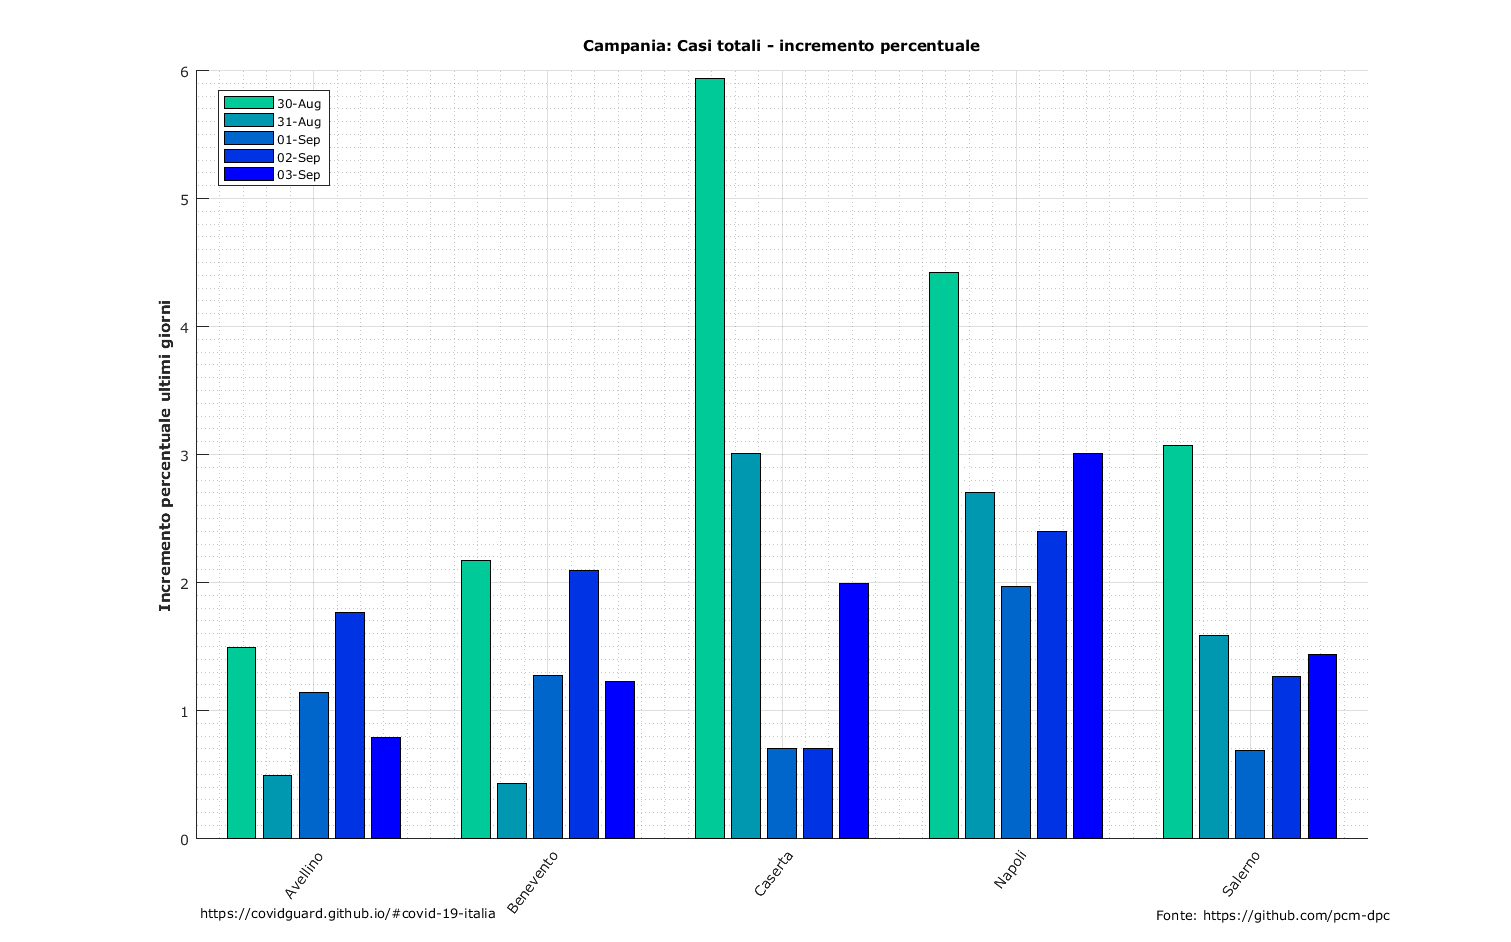 Campania: Casi totali - incremento percentuale
6
5
4
3
2
1
0
Incremento percentuale ultimi giorni
30-Aug
31-Aug
01-Sep
02-Sep
03-Sep
Avellino
Benevento
Caserta
Napoli
Salerno
https://covidguard.github.io/#covid-19-italia
Fonte: https://github.com/pcm-dpc